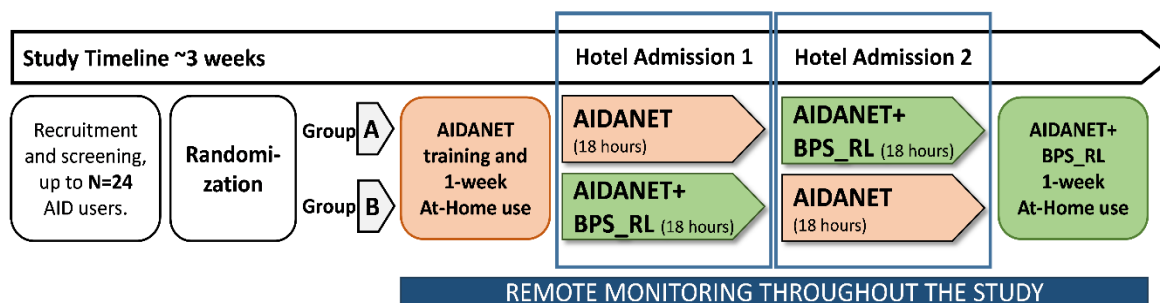 Study Timeline ~3 weeks
Hotel Admission 1
Hotel Admission 2
Recruitment
and screening,
up to N=24
AID users.
Randomi-
zation
Group A
Group B
AIDANET
training and
1-week
At-Home use
AIDANET
(18 hours)
AIDANET+
BPS_RL (18 hours)
AIDANET+
BPS_RL (18 hours)
AIDANET
(18 hours)
AIDANET+
BPS_RL
1-week
At-Home use
REMOTE MONITORING THROUGHOUT THE STUDY